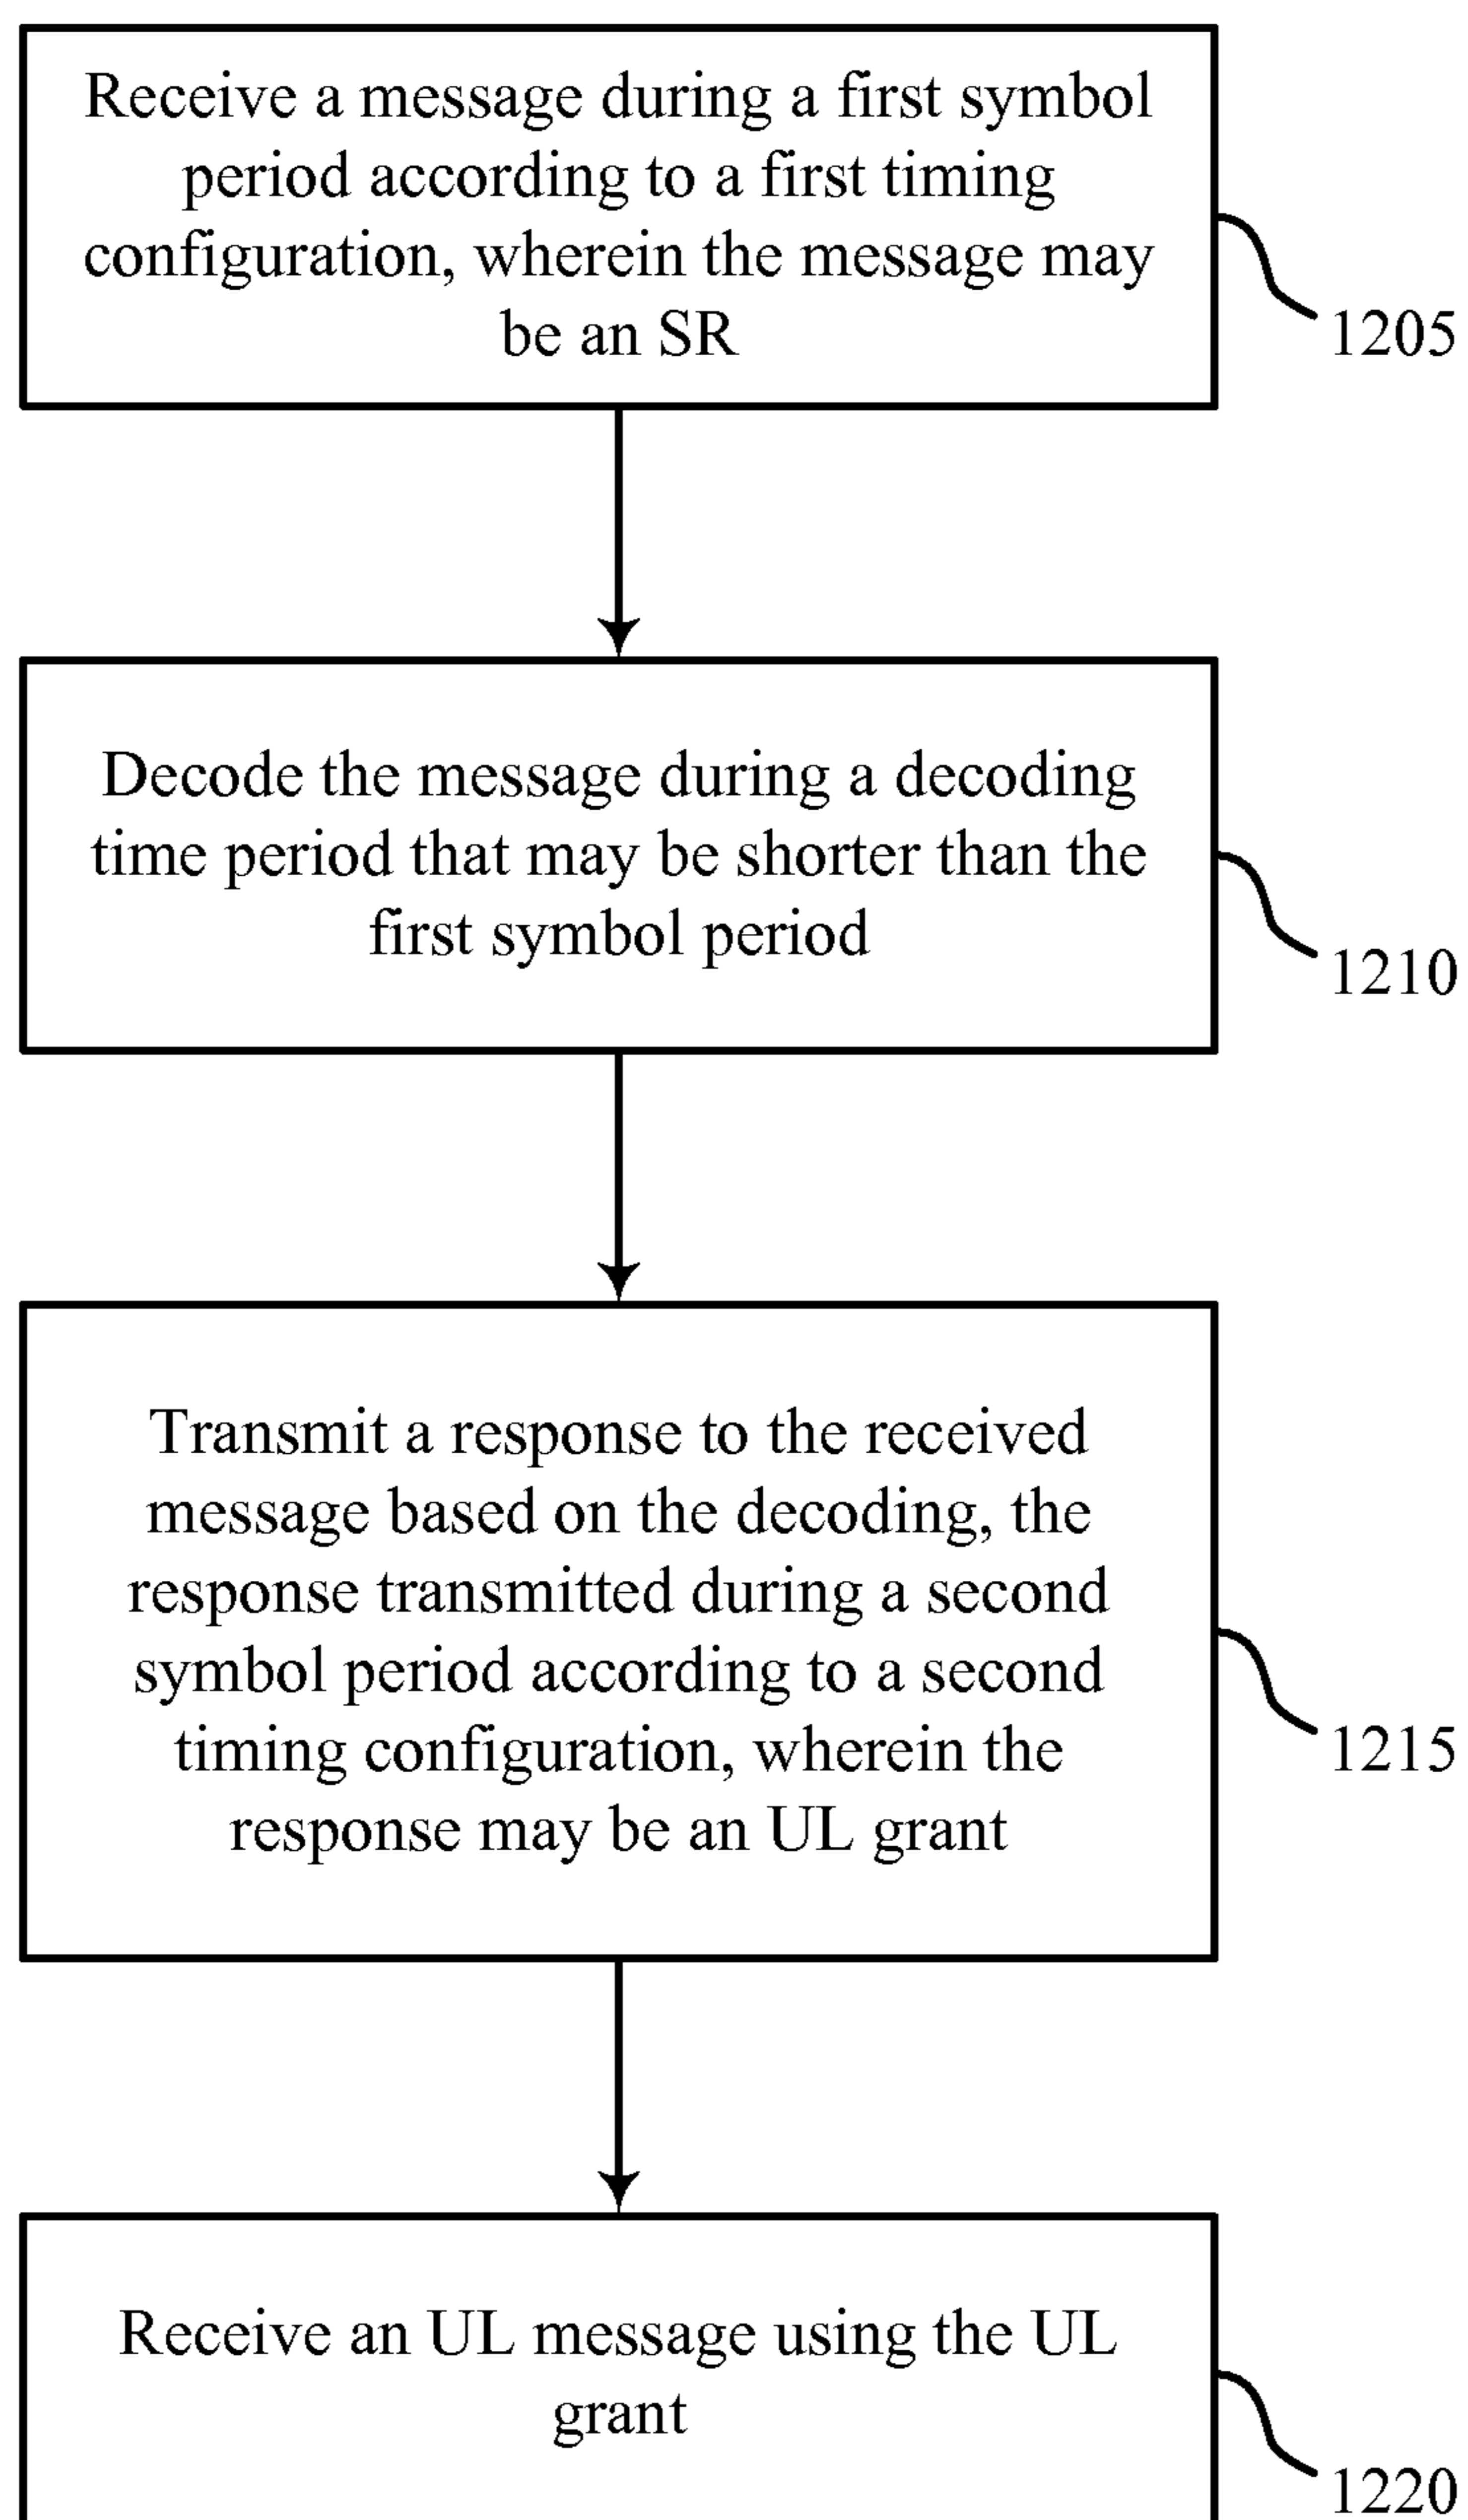 Receive a message during a first symbol
period according to a first timing
configuration, wherein the message may
be an SR
1205
Decode the message during a decoding
time period that may be shorter than the
first symbol period
1210
Transmit a response to the received
message based on the decoding, the
response transmitted during a second
symbol period according to a second
timing configuration, wherein the
response may be an UL grant
1215
Receive an UL message using the UL
grant
1220